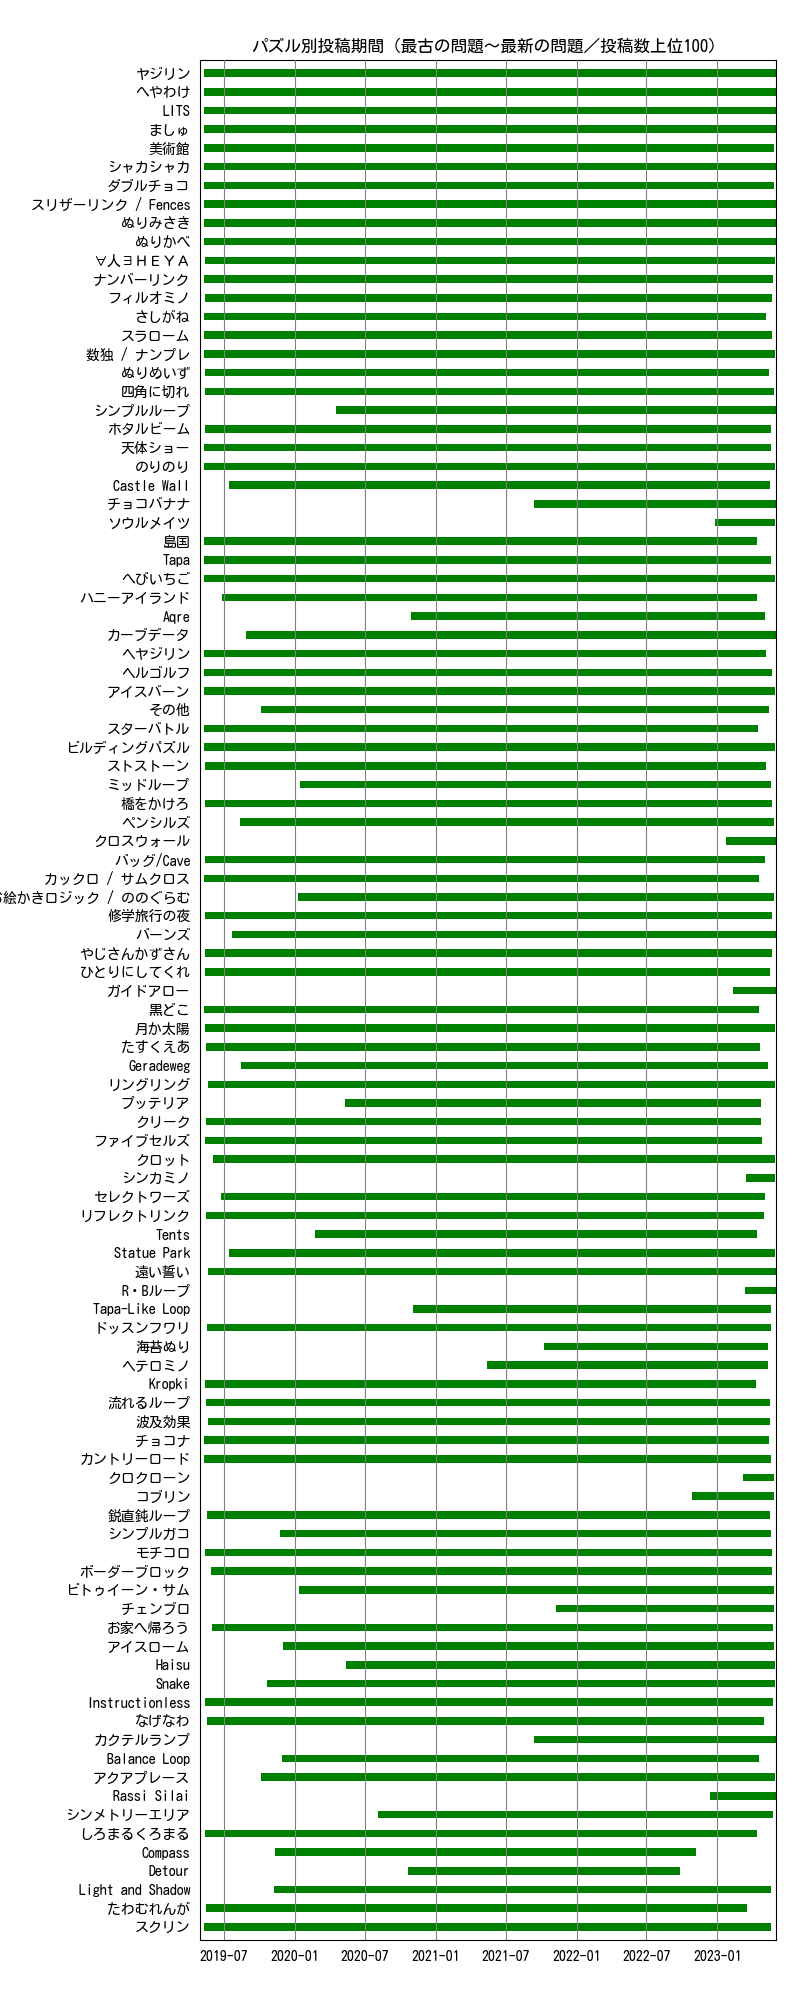 パズル別投稿期間（最古の問題～最新の問題／投稿数上位100）
ヤジリン
へやわけ
LITS
ましゅ
美術館
シャカシャカ
ダブルチョコ
スリザーリンク / Fences
ぬりみさき
ぬりかべ
∀人∃ＨＥＹＡ
ナンバーリンク
フィルオミノ
さしがね
スラローム
数独 / ナンプレ
ぬりめいず
四角に切れ
シンプルループ
ホタルビーム
天体ショー
のりのり
Castle Wall
チョコバナナ
ソウルメイツ
島国
Tapa
へびいちご
ハニーアイランド
Aqre
カーブデータ
ヘヤジリン
ヘルゴルフ
アイスバーン
その他
スターバトル
ビルディングパズル
ストストーン
ミッドループ
橋をかけろ
ペンシルズ
クロスウォール
バッグ/Cave
カックロ / サムクロス
絵かきロジック / ののぐらむ
修学旅行の夜
バーンズ
やじさんかずさん
ひとりにしてくれ
ガイドアロー
黒どこ
月か太陽
たすくえあ
Geradeweg
リングリング
プッテリア
クリーク
ファイブセルズ
クロット
シンカミノ
セレクトワーズ
リフレクトリンク
Tents
Statue Park
遠い誓い
R・Bループ
Tapa-Like Loop
ドッスンフワリ
海苔ぬり
ヘテロミノ
Kropki
流れるループ
波及効果
チョコナ
カントリーロード
クロクローン
コブリン
鋭直鈍ループ
シンプルガコ
モチコロ
ボーダーブロック
ビトゥイーン・サム
チェンブロ
お家へ帰ろう
アイスローム
Haisu
Snake
Instructionless
なげなわ
カクテルランプ
Balance Loop
アクアプレース
Rassi Silai
シンメトリーエリア
しろまるくろまる
Compass
Detour
Light and Shadow
たわむれんが
スクリン
2019-07 2020-01 2020-07 2021-01 2021-07 2022-01 2022-07 2023-01